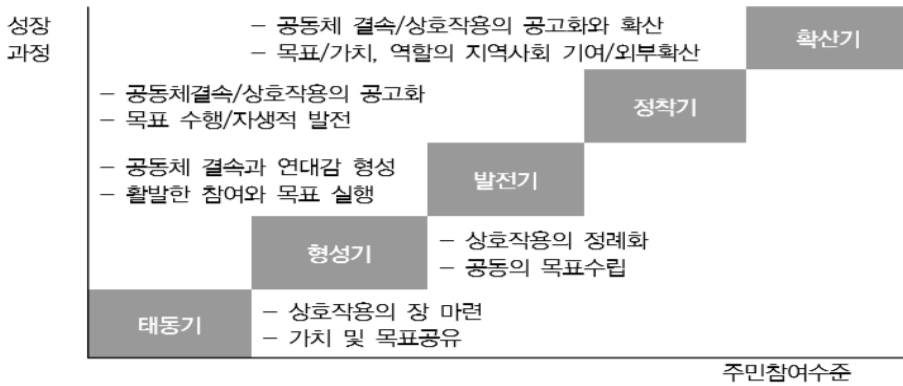 성장
과정
– 공동체 결속/상호작용의 공고화와 확산
– 목표/가치, 역할의 지역사회 기여/외부확산
확산기
– 공동체결속/상호작용의 공고화
– 목표 수행/자생적 발전
정착기
– 공동체 결속과 연대감 형성
– 활발한 참여와 목표 실행
발전기
형성기
– 상호작용의 정례화
– 공동의 목표수립
태동기
– 상호작용의 장 마련
– 가치 및 목표공유
주민참여수준